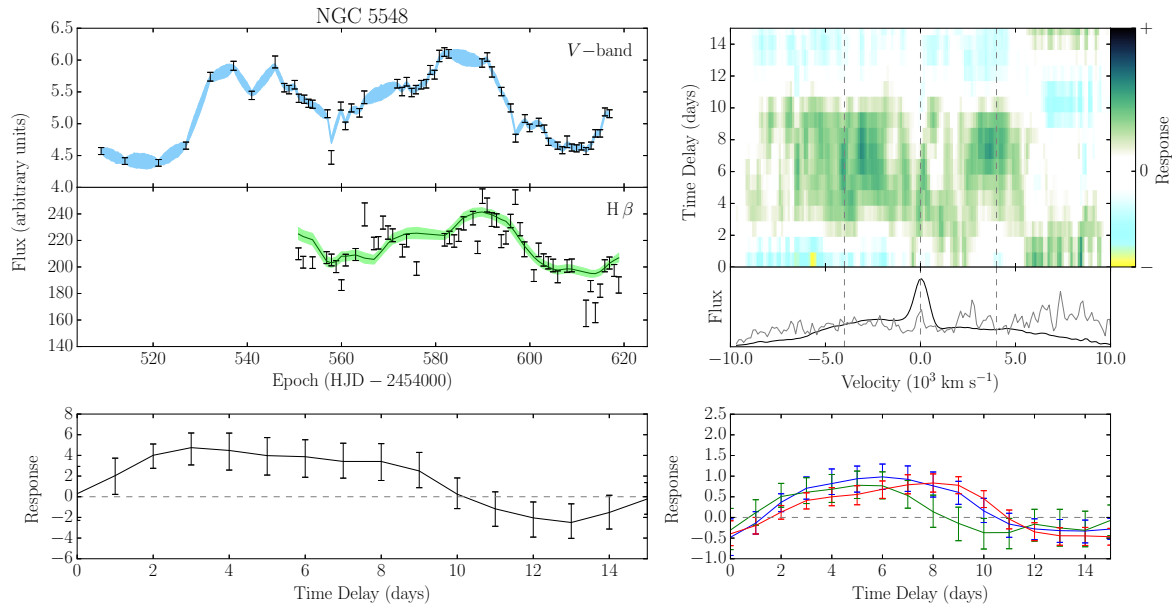 NGC 5548
Flux (arbitrary units)
6.5
6.0
5.5
5.0
4.5
4.0
V−band
240
220
200
180
160
140
Hβ
520 540 560 580 600 620
Epoch (HJD − 2454000)
Time Delay (days)
14
12
10
8
6
4
2
0
+
0
−
Response
Flux
−10.0 −5.0 0.0 5.0 10.0
Velocity (10³ km s⁻¹)
Response
8
6
4
2
0
−2
−4
−6
0 2 4 6 8 10 12 14
Time Delay (days)
Response
2.5
2.0
1.5
1.0
0.5
0.0
−0.5
−1.0
0 2 4 6 8 10 12 14
Time Delay (days)